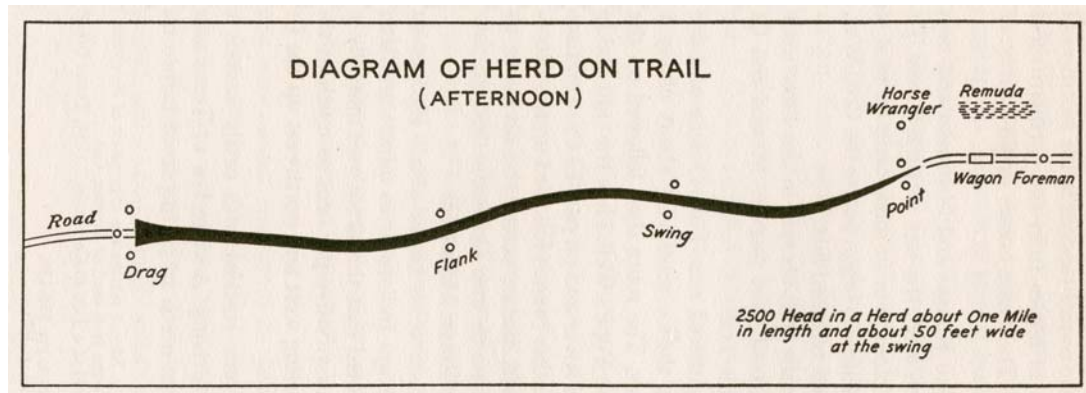 DIAGRAM OF HERD ON TRAIL
(AFTERNOON)
Horse
Wrangler
Remuda
Wagon
Foreman
Point
Swing
Flank
Road
Drag
2500 Head in a Herd about One Mile
in length and about 50 feet wide
at the swing